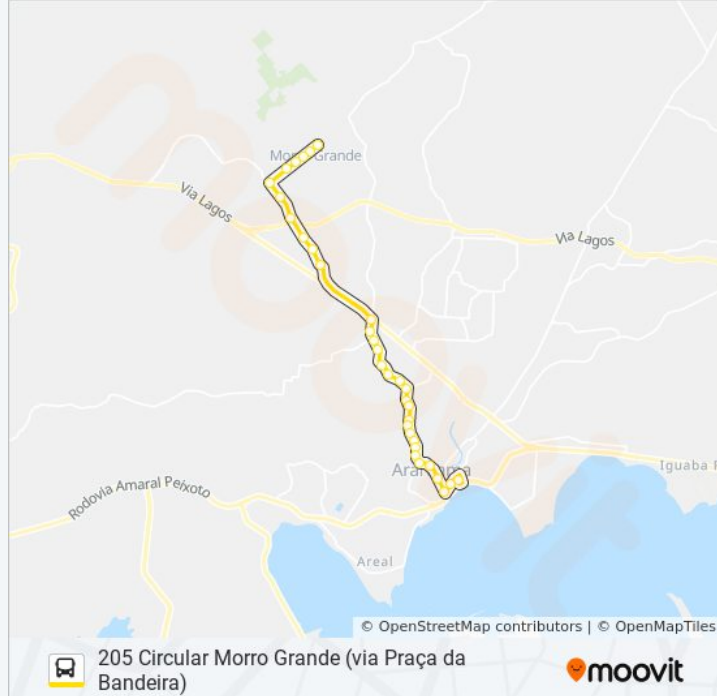 Morro Grande
Via Lagos
Via Lagos
Araruama
Iguaba
Rodovia Amaral Peixoto
Areal
© OpenStreetMap contributors | © OpenMapTiles
205 Circular Morro Grande (via Praça da
Bandeira)
moovit